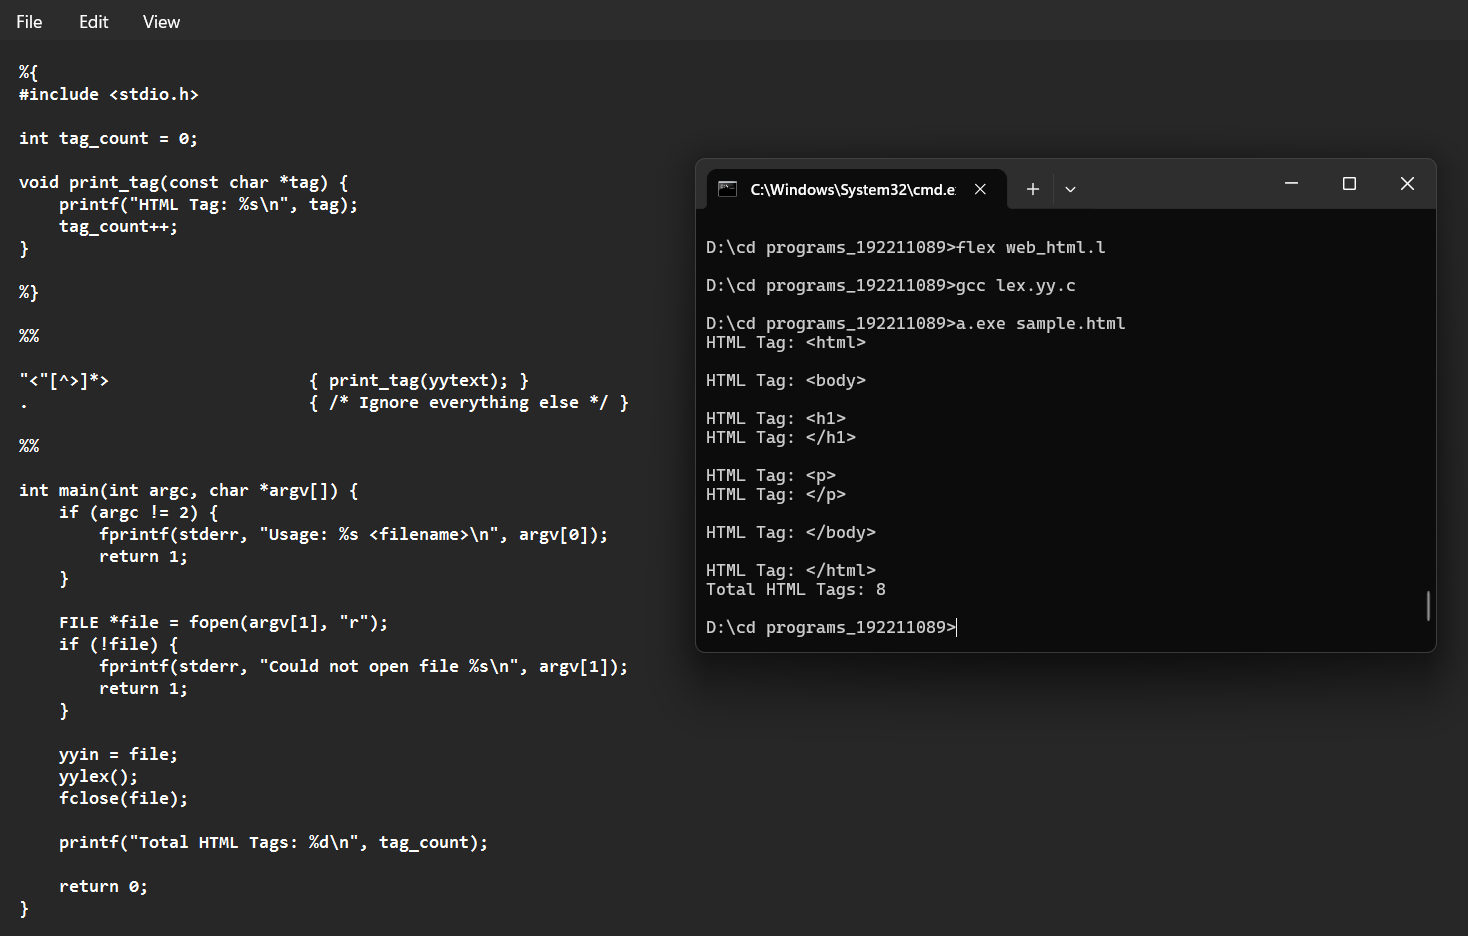 File Edit View
%{
#include <stdio.h>
int tag_count = 0;
void print_tag(const char *tag) {
    printf("HTML Tag: %s\n", tag);
    tag_count++;
}
%}
%%
"<"[^>]*>                    { print_tag(yytext); }
.                            { /* Ignore everything else */ }
%%
int main(int argc, char *argv[]) {
    if (argc != 2) {
        fprintf(stderr, "Usage: %s <filename>\n", argv[0]);
        return 1;
    }
    FILE *file = fopen(argv[1], "r");
    if (!file) {
        fprintf(stderr, "Could not open file %s\n", argv[1]);
        return 1;
    }
    yyin = file;
    yylex();
    fclose(file);
    printf("Total HTML Tags: %d\n", tag_count);
    return 0;
}
C:\Windows\System32\cmd.e
D:\cd programs_192211089>flex web_html.l
D:\cd programs_192211089>gcc lex.yy.c
D:\cd programs_192211089>a.exe sample.html
HTML Tag: <html>
HTML Tag: <body>
HTML Tag: <h1>
HTML Tag: </h1>
HTML Tag: <p>
HTML Tag: </p>
HTML Tag: </body>
HTML Tag: </html>
Total HTML Tags: 8
D:\cd programs_192211089>